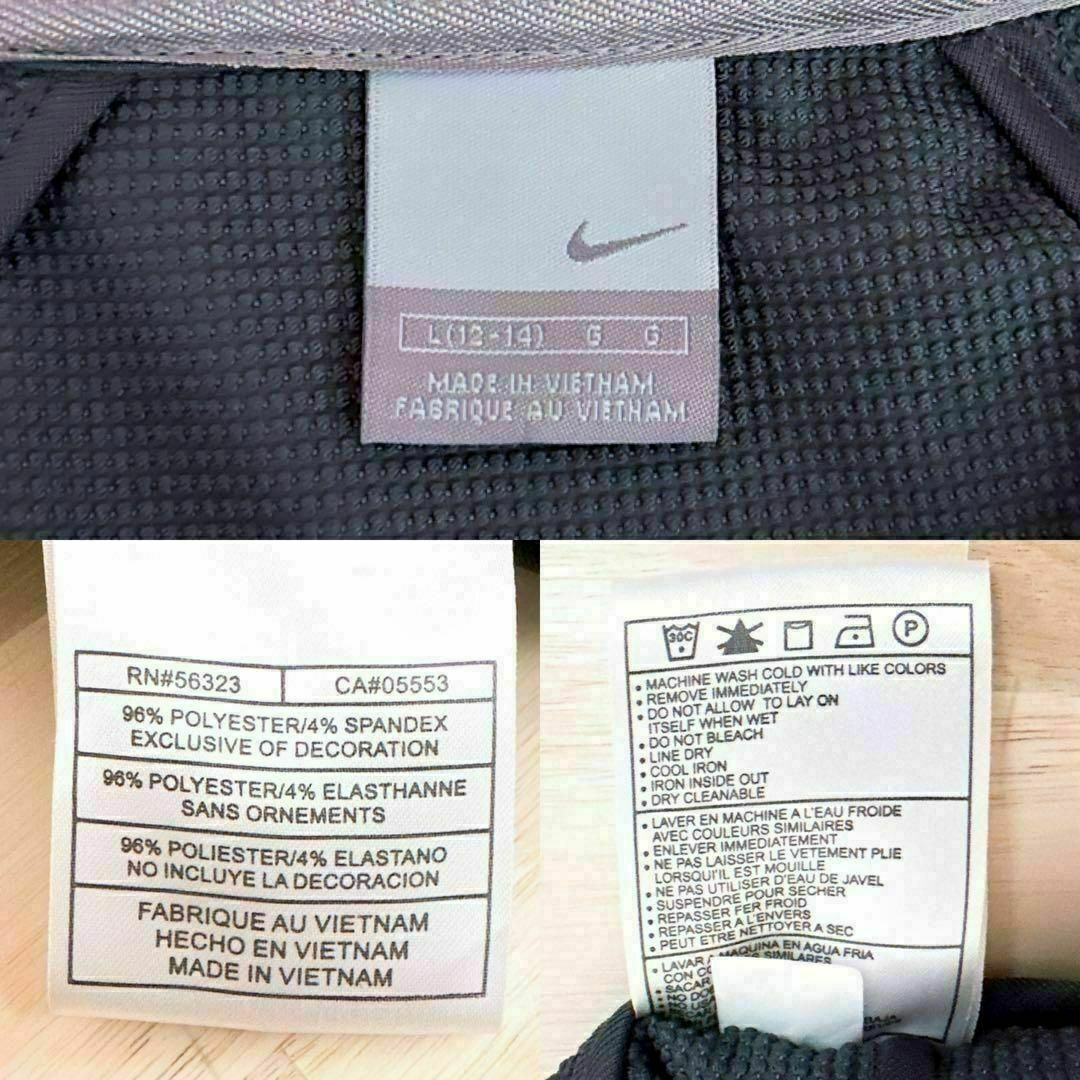 L(12-14) G G
MADE IN VIETNAM
FABRIQUE AU VIETNAM
RN#56323 CA#05553
96% POLYESTER/4% SPANDEX
EXCLUSIVE OF DECORATION
96% POLYESTER/4% ELASTHANNE
SANS ORNEMENTS
96% POLIESTER/4% ELASTANO
NO INCLUYE LA DECORACION
FABRIQUE AU VIETNAM
HECHO EN VIETNAM
MADE IN VIETNAM
30C P
• MACHINE WASH COLD WITH LIKE COLORS
• REMOVE IMMEDIATELY
• DO NOT ALLOW TO LAY ON
ITSELF WHEN WET
• DO NOT BLEACH
• LINE DRY
• COOL IRON
• IRON INSIDE OUT
• DRY CLEANABLE
• LAVER EN MACHINE A L'EAU FROIDE
AVEC COULEURS SIMILAIRES
• ENLEVER IMMEDIATEMENT
• NE PAS LAISSER LE VETEMENT PLIE
LORSQU'IL EST MOUILLE
• NE PAS UTILISER D'EAU DE JAVEL
• SUSPENDRE POUR SECHER
• REPASSER FER FROID
• REPASSER A L'ENVERS
• PEUT ETRE NETTOYER A SEC
• LAVAR A MAQUINA EN AGUA FRIA
CON SIMILARES